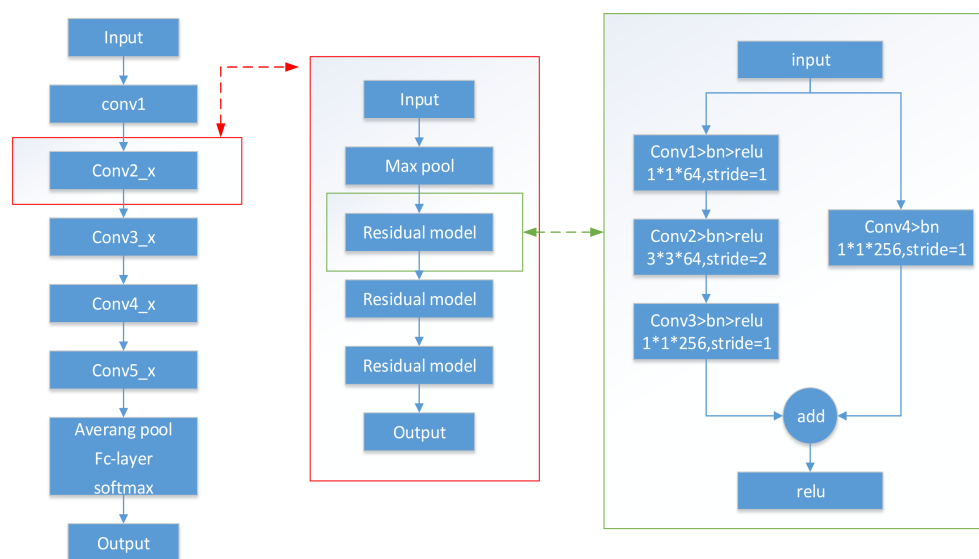 Input
conv1
Conv2_x
Conv3_x
Conv4_x
Conv5_x
Averang pool
Fc-layer
softmax
Output
Input
Max pool
Residual model
Residual model
Residual model
Output
input
Conv1>bn>relu
1*1*64,stride=1
Conv2>bn>relu
3*3*64,stride=2
Conv3>bn>relu
1*1*256,stride=1
Conv4>bn
1*1*256,stride=1
add
relu